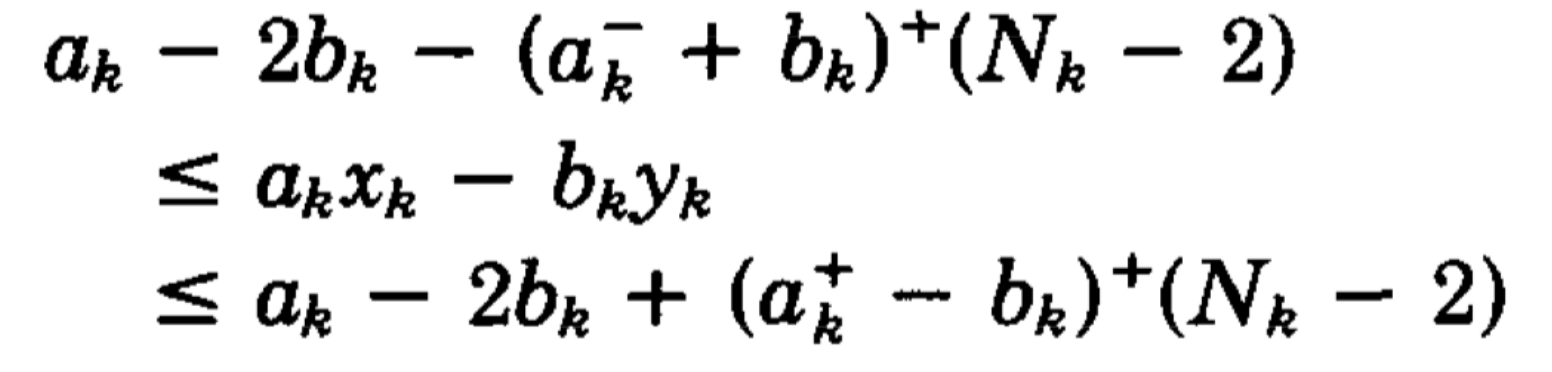 a_k − 2b_k − (a_k^− + b_k)^+(N_k − 2)
≤ a_k x_k − b_k y_k
≤ a_k − 2b_k + (a_k^+ − b_k)^+(N_k − 2)